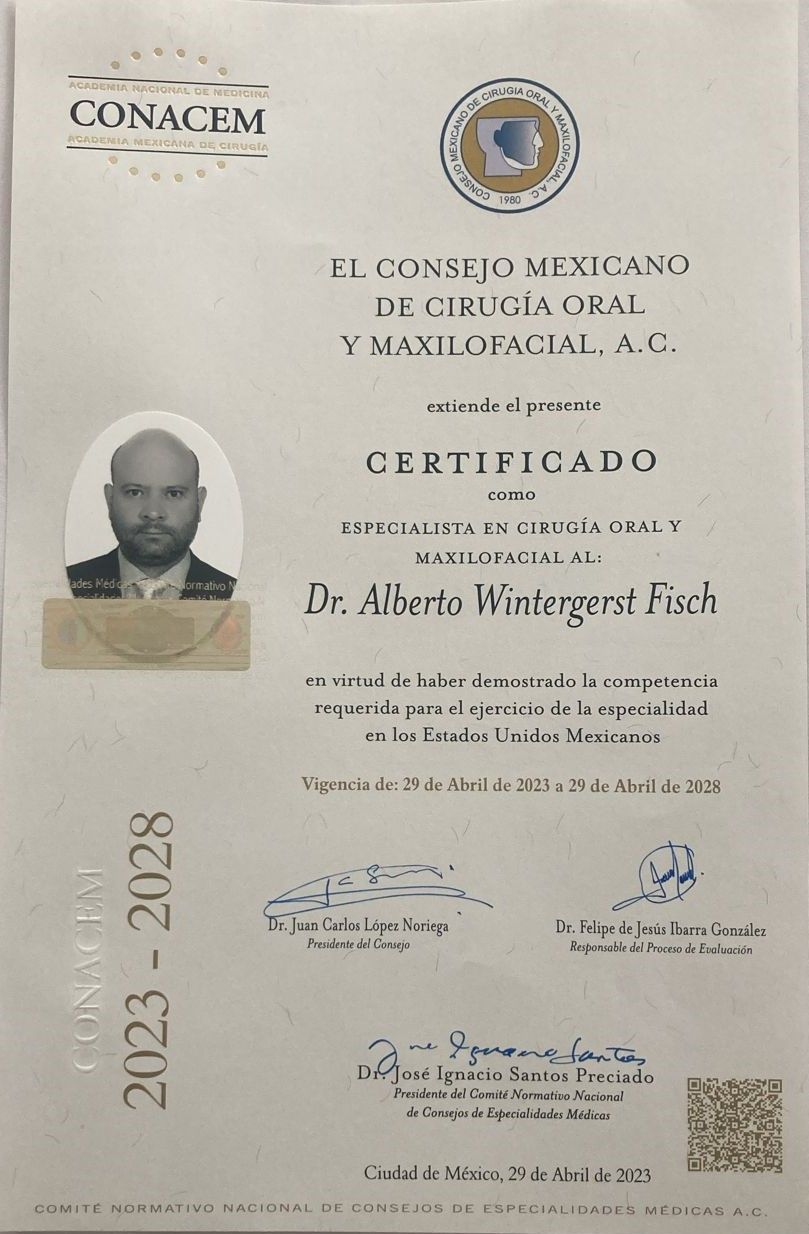 ACADEMIA NACIONAL DE MEDICINA
CONACEM
ACADEMIA MEXICANA DE CIRUGÍA
CONSEJO MEXICANO DE CIRUGIA ORAL Y MAXILOFACIAL, A.C.
1980
EL CONSEJO MEXICANO
DE CIRUGÍA ORAL
Y MAXILOFACIAL, A.C.
extiende el presente
CERTIFICADO
como
ESPECIALISTA EN CIRUGÍA ORAL Y
MAXILOFACIAL AL:
Dr. Alberto Wintergerst Fisch
en virtud de haber demostrado la competencia
requerida para el ejercicio de la especialidad
en los Estados Unidos Mexicanos
Vigencia de: 29 de Abril de 2023 a 29 de Abril de 2028
CONACEM
2023 - 2028
Dr. Juan Carlos López Noriega
Presidente del Consejo
Dr. Felipe de Jesús Ibarra González
Responsable del Proceso de Evaluación
Jose Ignacio Santos
Dr. José Ignacio Santos Preciado
Presidente del Comité Normativo Nacional
de Consejos de Especialidades Médicas
Ciudad de México, 29 de Abril de 2023
COMITÉ NORMATIVO NACIONAL DE CONSEJOS DE ESPECIALIDADES MÉDICAS A.C.